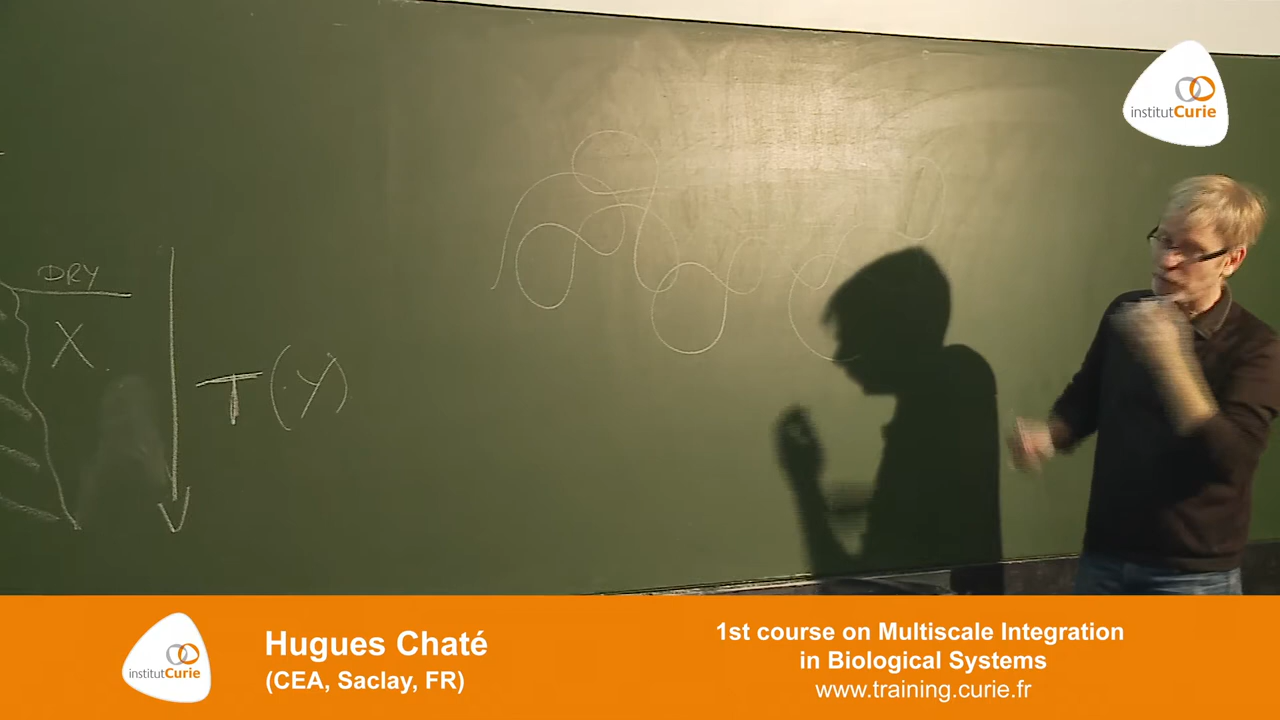 institutCurie
DRY
X
T(Y)
institutCurie
Hugues Chaté
(CEA, Saclay, FR)
1st course on Multiscale Integration
in Biological Systems
www.training.curie.fr